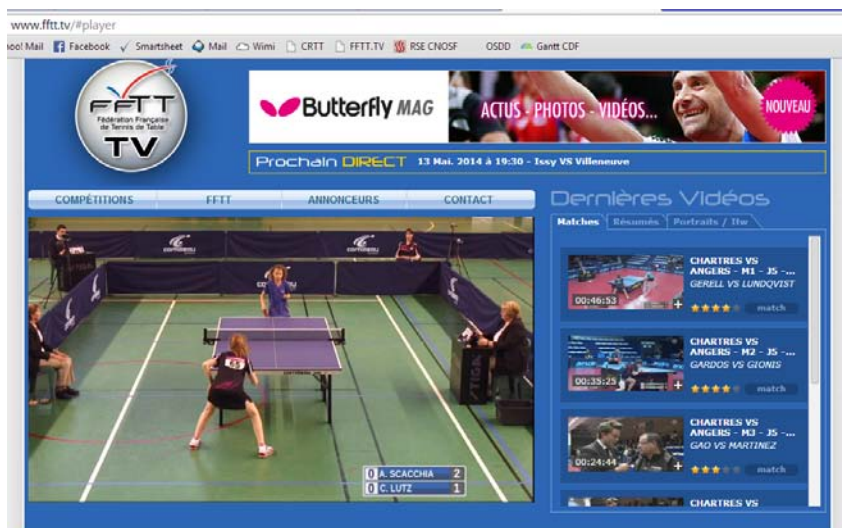 www.fftt.tv/#player
oo! Mail Facebook Smartsheet Mail Wimi CRTT FFTT.TV RSE CNOSF OSDD Gantt CDF
FFTT
Fédération Française
de Tennis de Table
TV
Butterfly MAG
ACTUS - PHOTOS - VIDÉOS...
NOUVEAU
Prochain DIRECT 13 Mai. 2014 à 19:30 - Issy VS Villeneuve
COMPÉTITIONS FFTT ANNONCEURS CONTACT
Dernières Vidéos
Matches Résumés Portraits / Itw
CHARTRES VS
ANGERS - M1 - J5 -...
GERELL VS LUNDQVIST
00:46:53 +
match
CHARTRES VS
ANGERS - M2 - J5 -...
GARDOS VS GIONIS
00:35:25 +
match
CHARTRES VS
ANGERS - M3 - J5 -...
GAO VS MARTINEZ
00:24:44 +
match
CHARTRES VS
cornilleau
cornilleau
STIGA
0 A. SCACCHIA 2
0 C. LUTZ 1